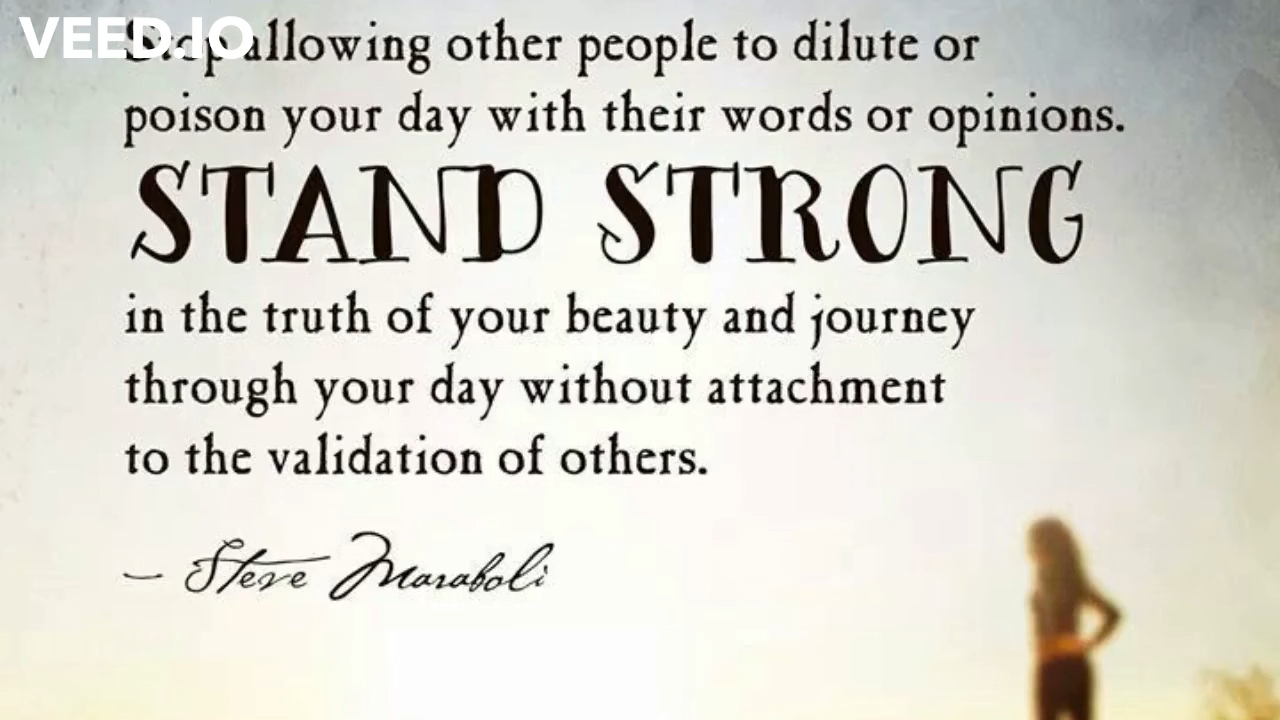 VEED.IO
Stop allowing other people to dilute or
poison your day with their words or opinions.
STAND STRONG
in the truth of your beauty and journey
through your day without attachment
to the validation of others.
– Steve Maraboli